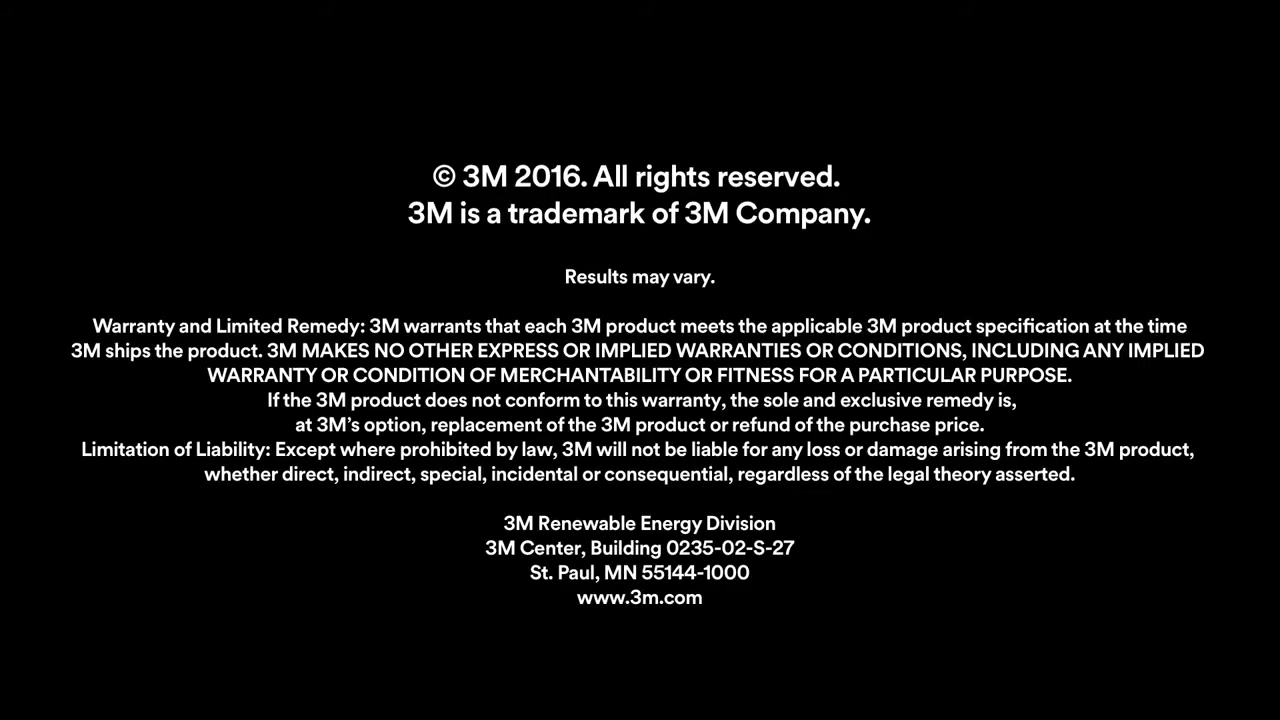 © 3M 2016. All rights reserved.
3M is a trademark of 3M Company.
Results may vary.
Warranty and Limited Remedy: 3M warrants that each 3M product meets the applicable 3M product specification at the time
3M ships the product. 3M MAKES NO OTHER EXPRESS OR IMPLIED WARRANTIES OR CONDITIONS, INCLUDING ANY IMPLIED
WARRANTY OR CONDITION OF MERCHANTABILITY OR FITNESS FOR A PARTICULAR PURPOSE.
If the 3M product does not conform to this warranty, the sole and exclusive remedy is,
at 3M’s option, replacement of the 3M product or refund of the purchase price.
Limitation of Liability: Except where prohibited by law, 3M will not be liable for any loss or damage arising from the 3M product,
whether direct, indirect, special, incidental or consequential, regardless of the legal theory asserted.
3M Renewable Energy Division
3M Center, Building 0235-02-S-27
St. Paul, MN 55144-1000
www.3m.com